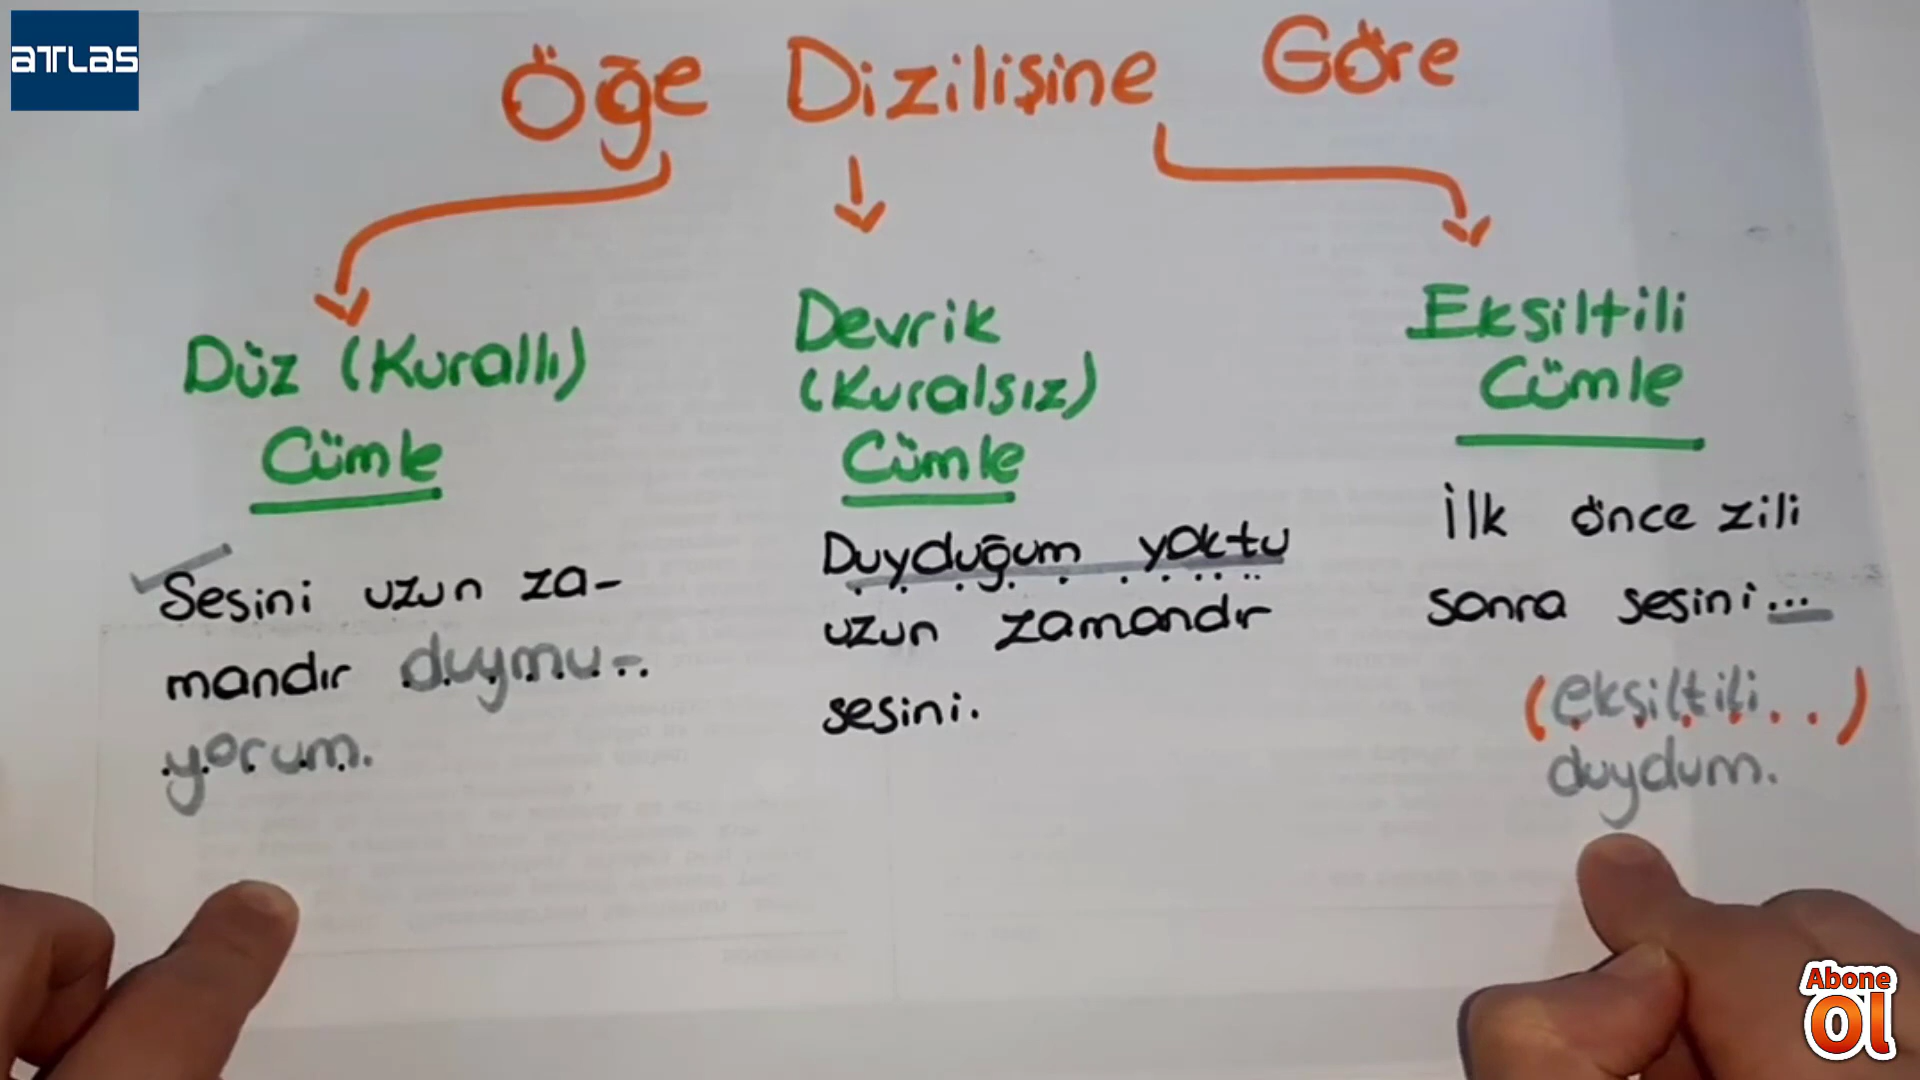 ATLAS
Öğe Dizilişine Göre
Düz (Kurallı)
Cümle
Sesini uzun za-
mandır duymu-
yorum.
Devrik
(Kuralsız)
Cümle
Duyduğum yoktu
uzun zamandır
sesini.
Eksiltili
Cümle
İlk önce zili
sonra sesini...
(eksiltili...)
duydum.
Abone
Ol